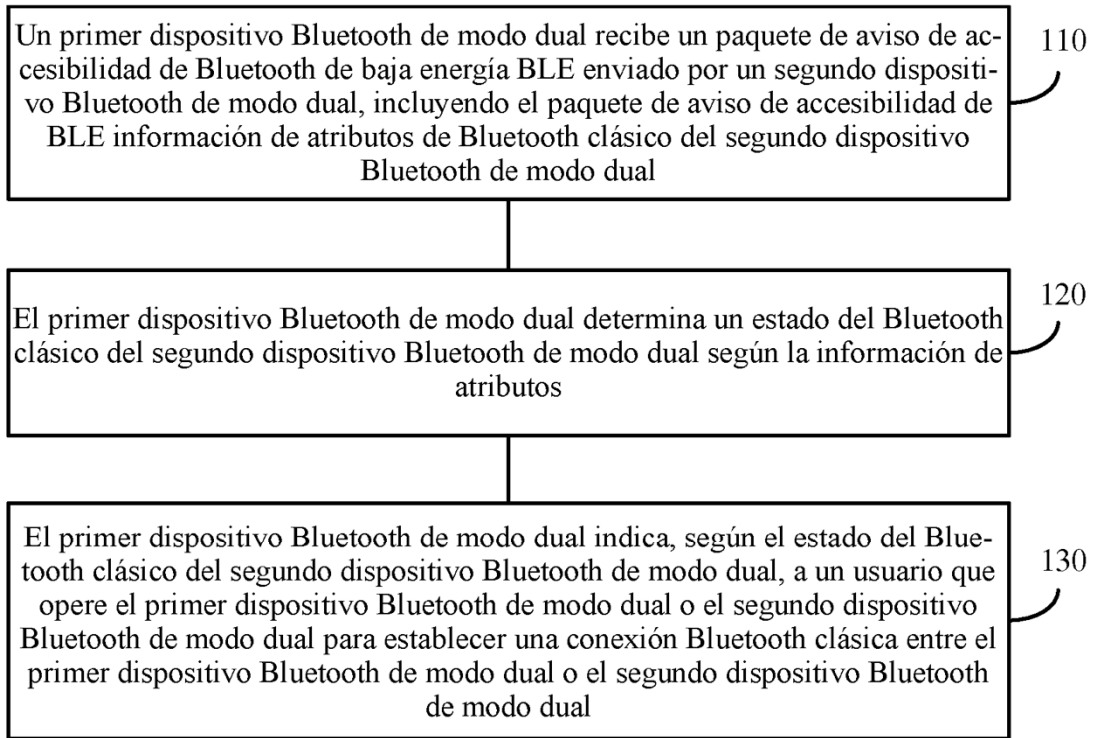 Un primer dispositivo Bluetooth de modo dual recibe un paquete de aviso de ac-
cesibilidad de Bluetooth de baja energía BLE enviado por un segundo dispositi-
vo Bluetooth de modo dual, incluyendo el paquete de aviso de accesibilidad de
BLE información de atributos de Bluetooth clásico del segundo dispositivo
Bluetooth de modo dual
110
El primer dispositivo Bluetooth de modo dual determina un estado del Bluetooth
clásico del segundo dispositivo Bluetooth de modo dual según la información de
atributos
120
El primer dispositivo Bluetooth de modo dual indica, según el estado del Blue-
tooth clásico del segundo dispositivo Bluetooth de modo dual, a un usuario que
opere el primer dispositivo Bluetooth de modo dual o el segundo dispositivo
Bluetooth de modo dual para establecer una conexión Bluetooth clásica entre el
primer dispositivo Bluetooth de modo dual o el segundo dispositivo Bluetooth
de modo dual
130